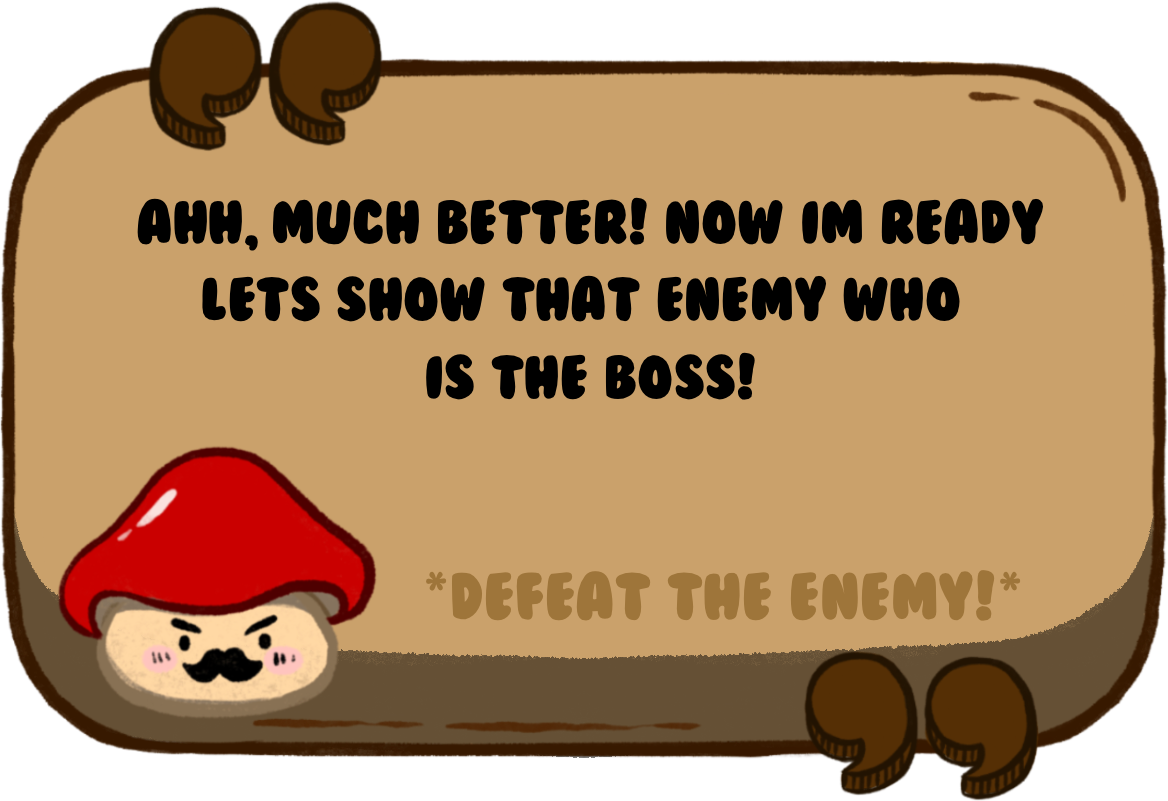 AHH, MUCH BETTER! NOW IM READY
LETS SHOW THAT ENEMY WHO
IS THE BOSS!
*DEFEAT THE ENEMY!*